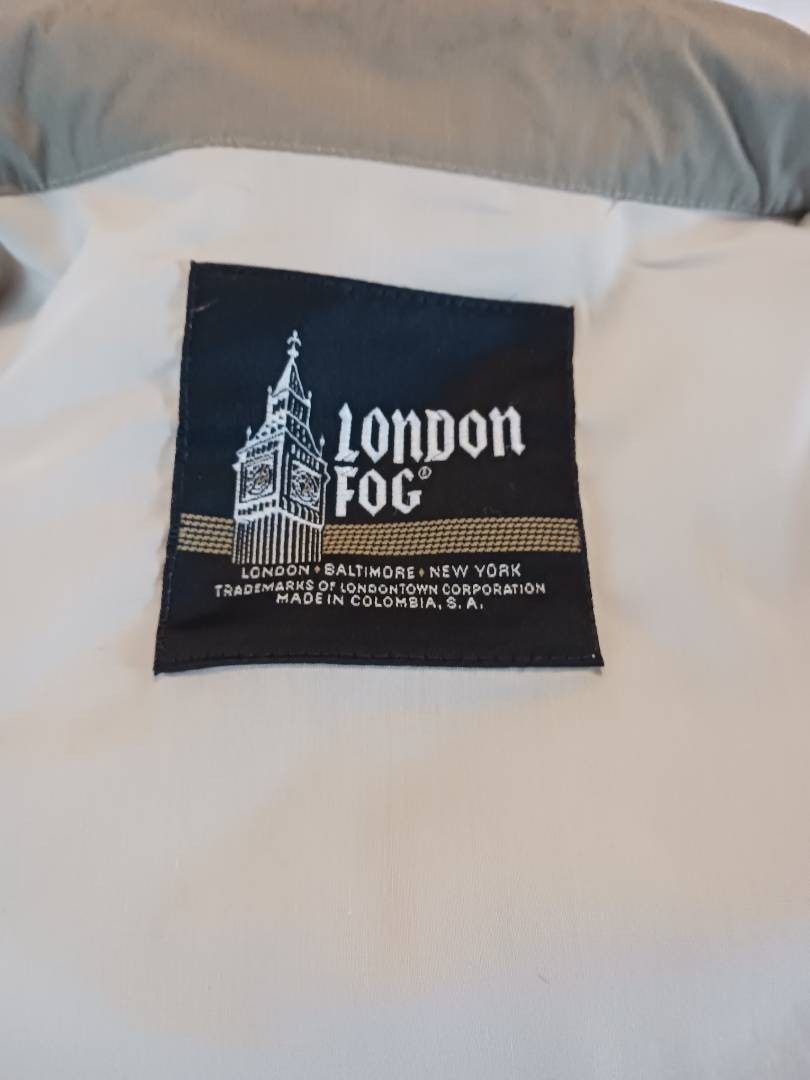 LONDON
FOG®
LONDON • BALTIMORE • NEW YORK
TRADEMARKS OF LONDONTOWN CORPORATION
MADE IN COLOMBIA, S.A.